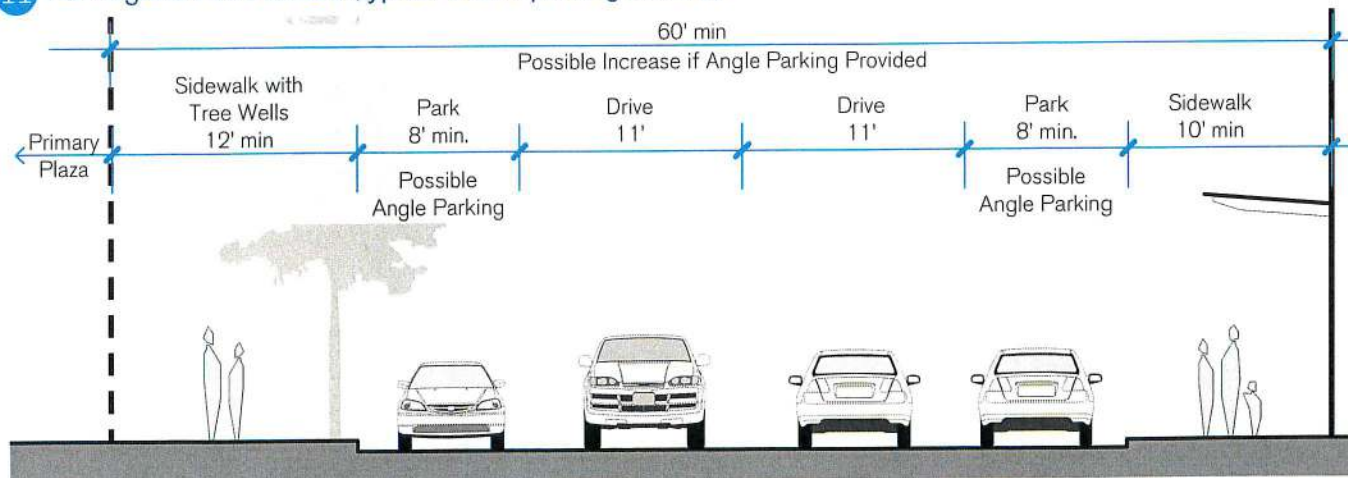 11
60' min
Possible Increase if Angle Parking Provided
Sidewalk with
Tree Wells
12' min
Park
8' min.
Drive
11'
Drive
11'
Park
8' min.
Sidewalk
10' min
Primary
Plaza
Possible
Angle Parking
Possible
Angle Parking